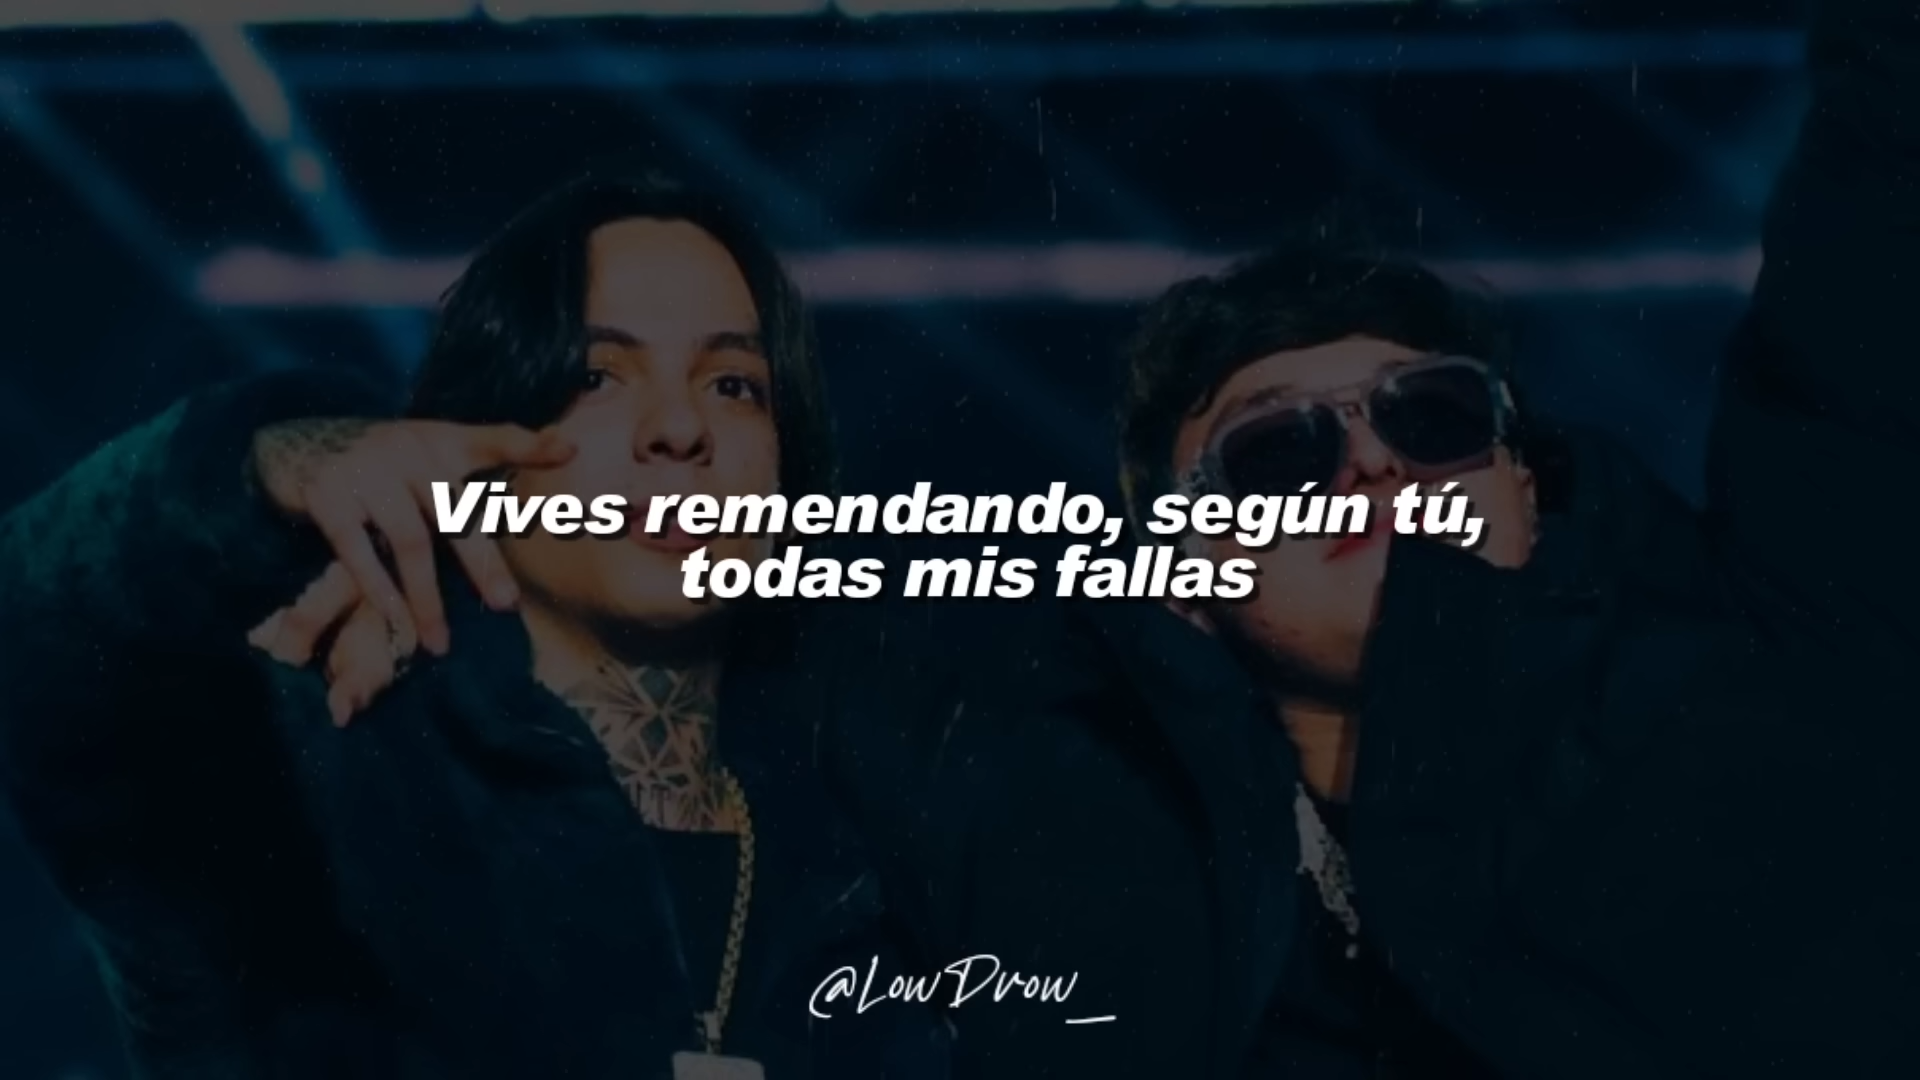 Vives remendando, según tú,
todas mis fallas
@LowDrow_